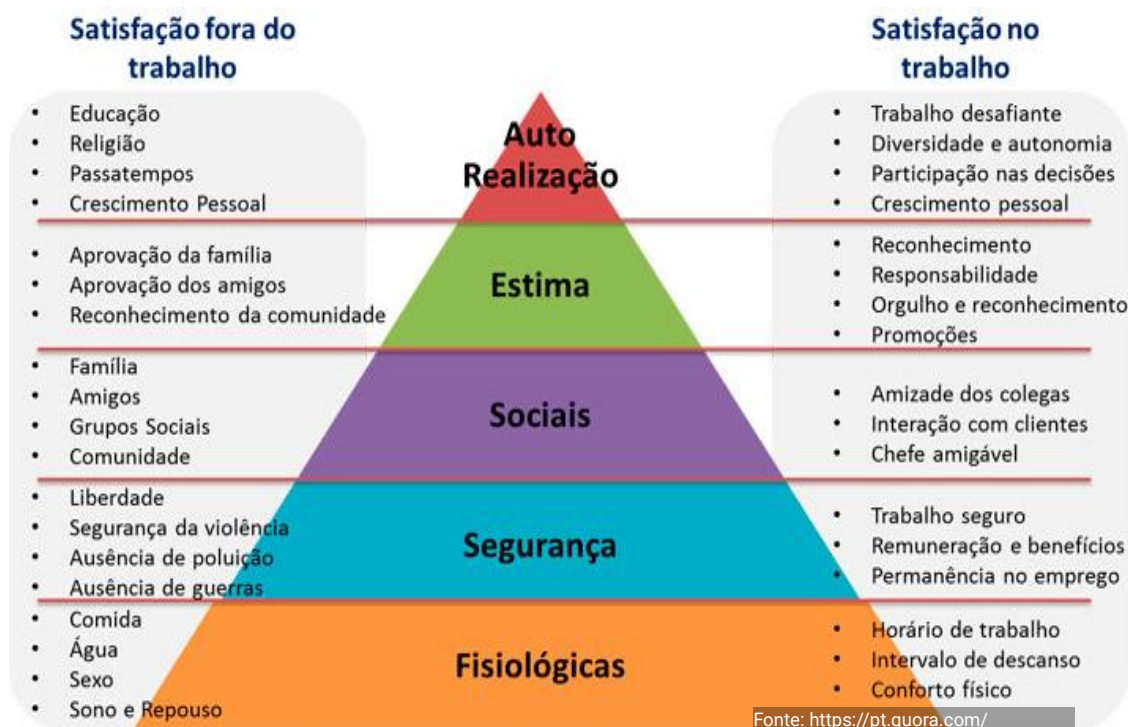 Satisfação fora do
trabalho
• Educação
• Religião
• Passatempos
• Crescimento Pessoal
• Aprovação da família
• Aprovação dos amigos
• Reconhecimento da comunidade
• Família
• Amigos
• Grupos Sociais
• Comunidade
• Liberdade
• Segurança da violência
• Ausência de poluição
• Ausência de guerras
• Comida
• Água
• Sexo
• Sono e Repouso
Auto
Realização
Estima
Sociais
Segurança
Fisiológicas
Satisfação no
trabalho
• Trabalho desafiante
• Diversidade e autonomia
• Participação nas decisões
• Crescimento pessoal
• Reconhecimento
• Responsabilidade
• Orgulho e reconhecimento
• Promoções
• Amizade dos colegas
• Interação com clientes
• Chefe amigável
• Trabalho seguro
• Remuneração e benefícios
• Permanência no emprego
• Horário de trabalho
• Intervalo de descanso
• Conforto físico
Fonte: https://pt.quora.com/